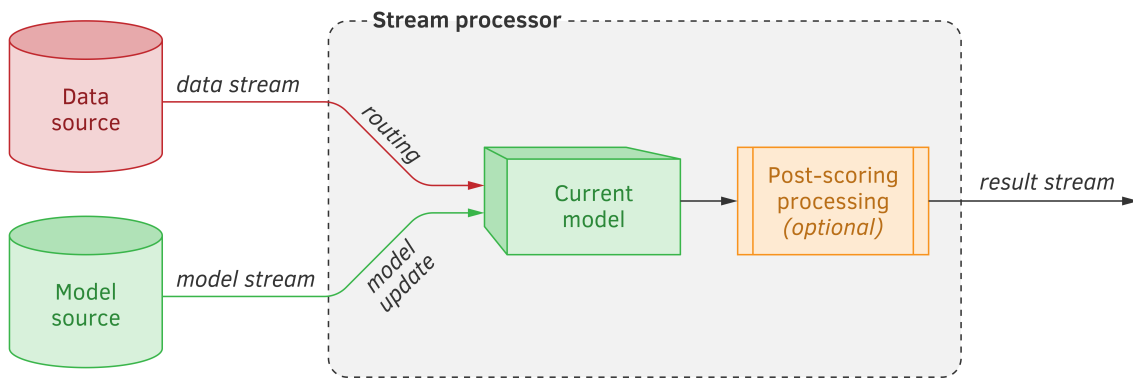 Stream processor
data stream
Data
source
routing
Current
model
Post-scoring
processing
(optional)
result stream
model stream
model
update
Model
source